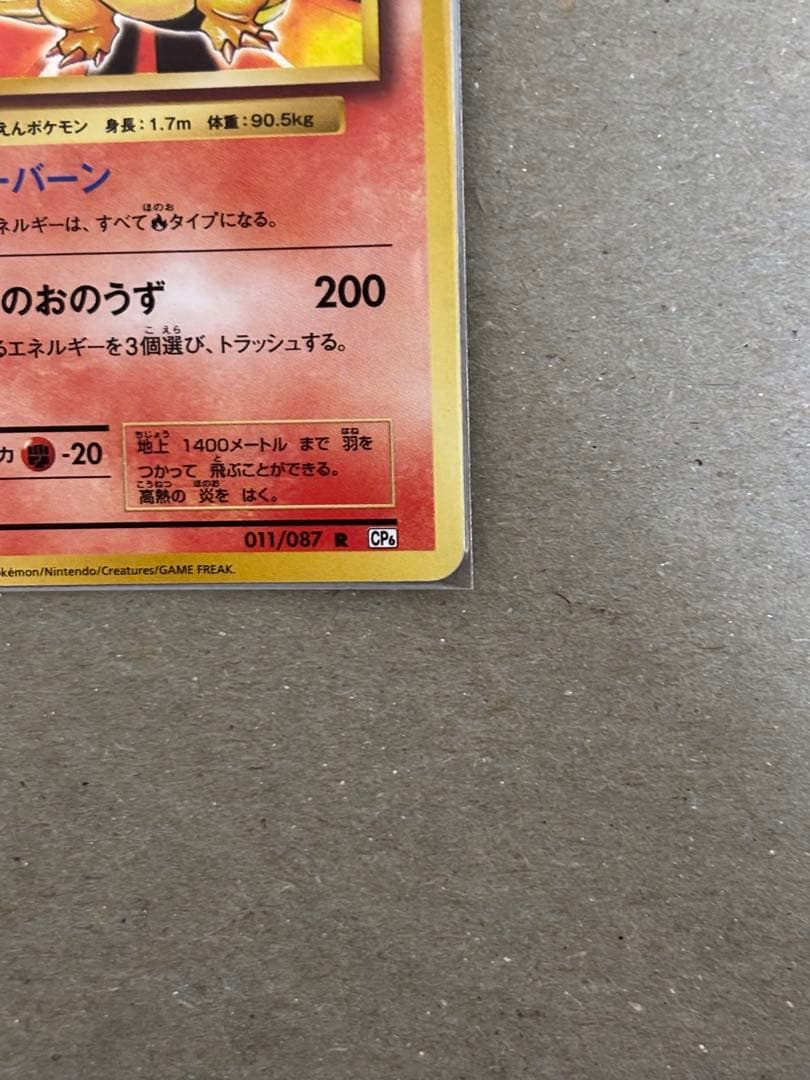 えんポケモン 身長:1.7m 体重:90.5kg
ーバーン
ほのお
ネルギーは、すべてタイプになる。
のおのうず 200
こ えら
るエネルギーを3個選び、トラッシュする。
力 -20
ちじょう はね
地上 1400メートル まで 羽を
と
つかって 飛ぶことができる。
こうねつ ほのお
高熱の 炎を はく。
011/087 R CP6
okémon/Nintendo/Creatures/GAME FREAK.